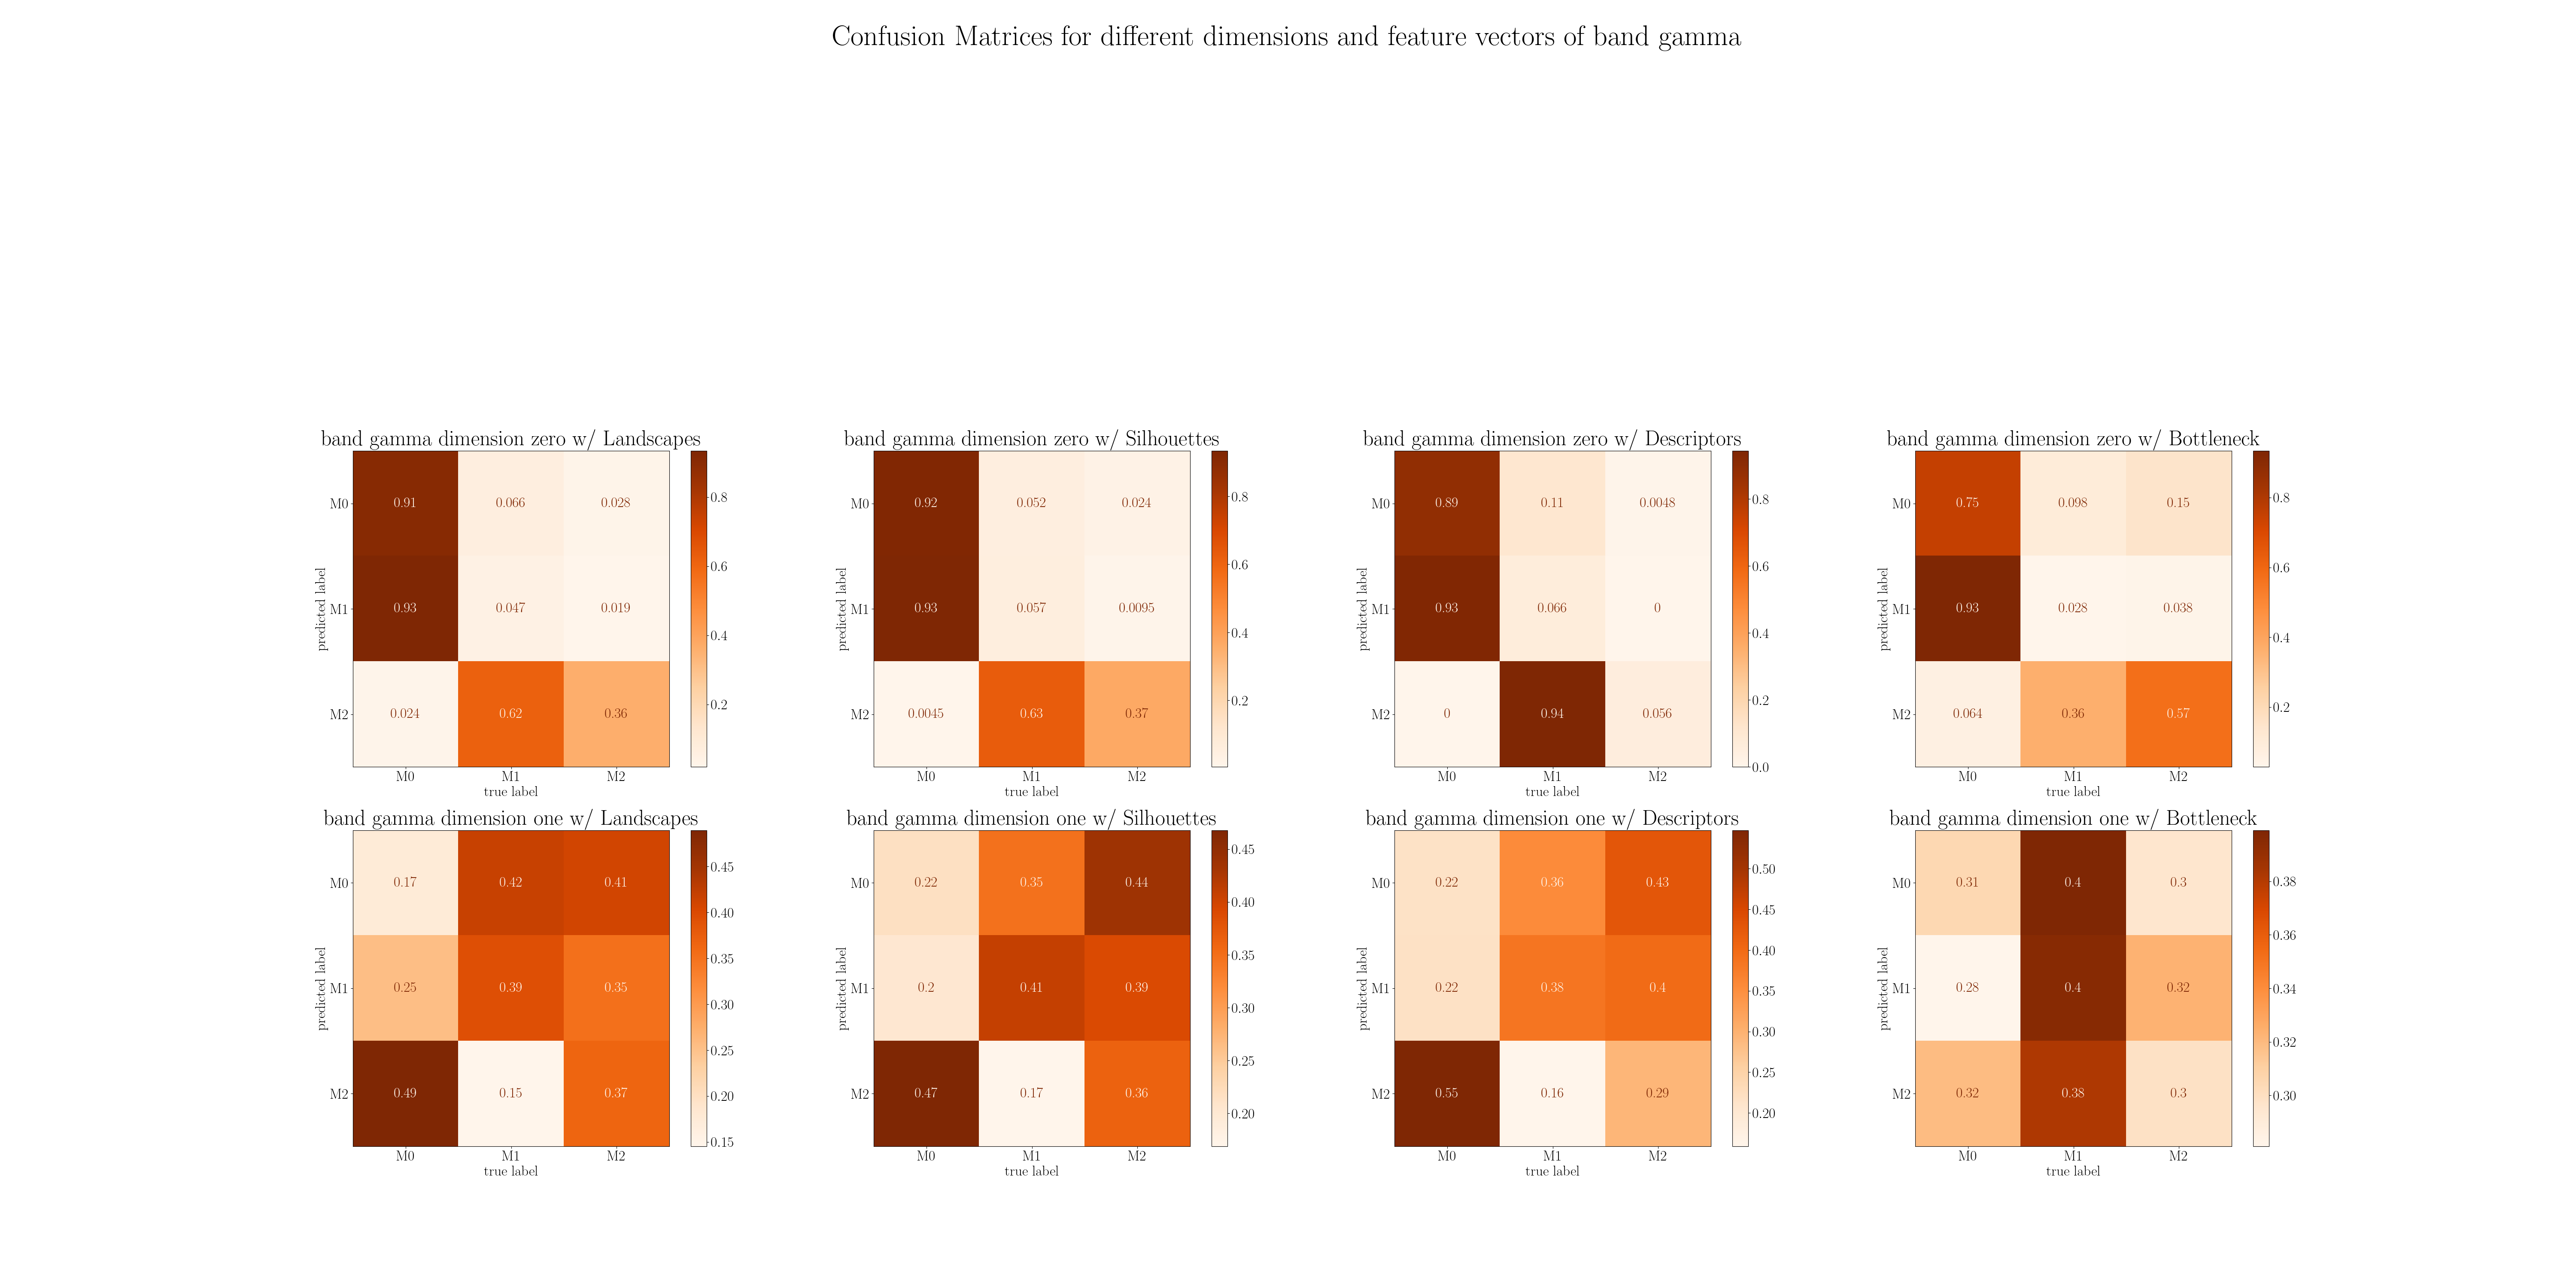 Confusion Matrices for different dimensions and feature vectors of band gamma
band gamma dimension zero w/ Landscapes
M0 0.91 0.066 0.028
M1 0.93 0.047 0.019
M2 0.024 0.62 0.36
predicted label
M0 M1 M2
true label
0.8
0.6
0.4
0.2
band gamma dimension zero w/ Silhouettes
M0 0.92 0.052 0.024
M1 0.93 0.057 0.0095
M2 0.0045 0.63 0.37
predicted label
M0 M1 M2
true label
0.8
0.6
0.4
0.2
band gamma dimension zero w/ Descriptors
M0 0.89 0.11 0.0048
M1 0.93 0.066 0
M2 0 0.94 0.056
predicted label
M0 M1 M2
true label
0.8
0.6
0.4
0.2
0.0
band gamma dimension zero w/ Bottleneck
M0 0.75 0.098 0.15
M1 0.93 0.028 0.038
M2 0.064 0.36 0.57
predicted label
M0 M1 M2
true label
0.8
0.6
0.4
0.2
band gamma dimension one w/ Landscapes
M0 0.17 0.42 0.41
M1 0.25 0.39 0.35
M2 0.49 0.15 0.37
predicted label
M0 M1 M2
true label
0.45
0.40
0.35
0.30
0.25
0.20
0.15
band gamma dimension one w/ Silhouettes
M0 0.22 0.35 0.44
M1 0.2 0.41 0.39
M2 0.47 0.17 0.36
predicted label
M0 M1 M2
true label
0.45
0.40
0.35
0.30
0.25
0.20
band gamma dimension one w/ Descriptors
M0 0.22 0.36 0.43
M1 0.22 0.38 0.4
M2 0.55 0.16 0.29
predicted label
M0 M1 M2
true label
0.50
0.45
0.40
0.35
0.30
0.25
0.20
band gamma dimension one w/ Bottleneck
M0 0.31 0.4 0.3
M1 0.28 0.4 0.32
M2 0.32 0.38 0.3
predicted label
M0 M1 M2
true label
0.38
0.36
0.34
0.32
0.30